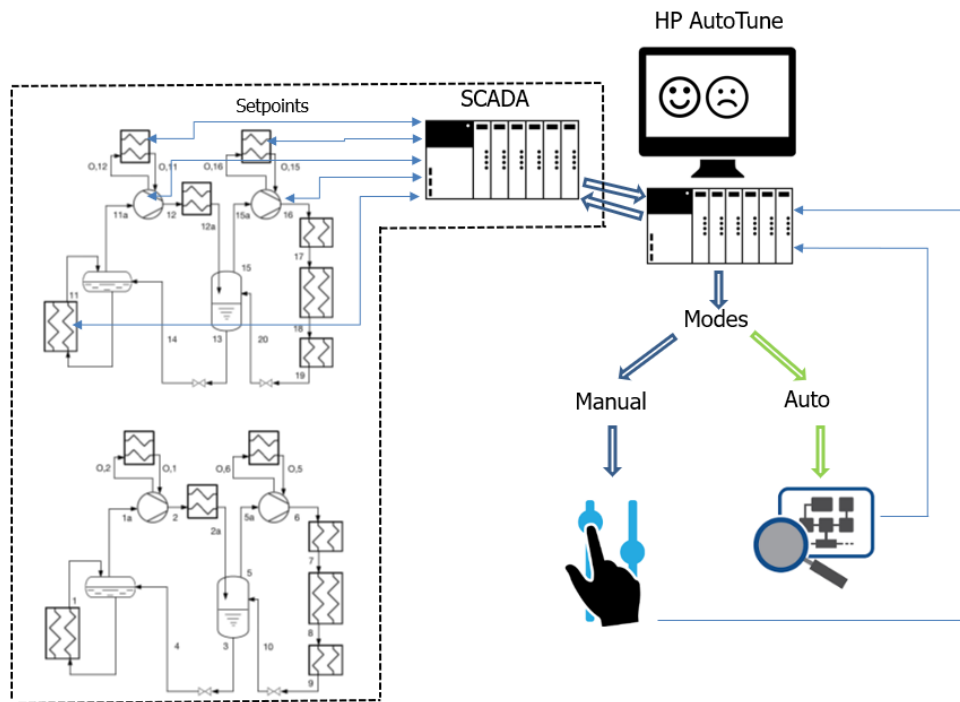 HP AutoTune
SCADA
Setpoints
O,12
O,11
O,16
O,15
11a
12
12a
15a
16
17
15
11
18
14
13
20
19
Modes
Manual
Auto
O,2
O,1
O,6
O,5
1a
2
2a
5a
6
7
5
1
8
4
3
10
9